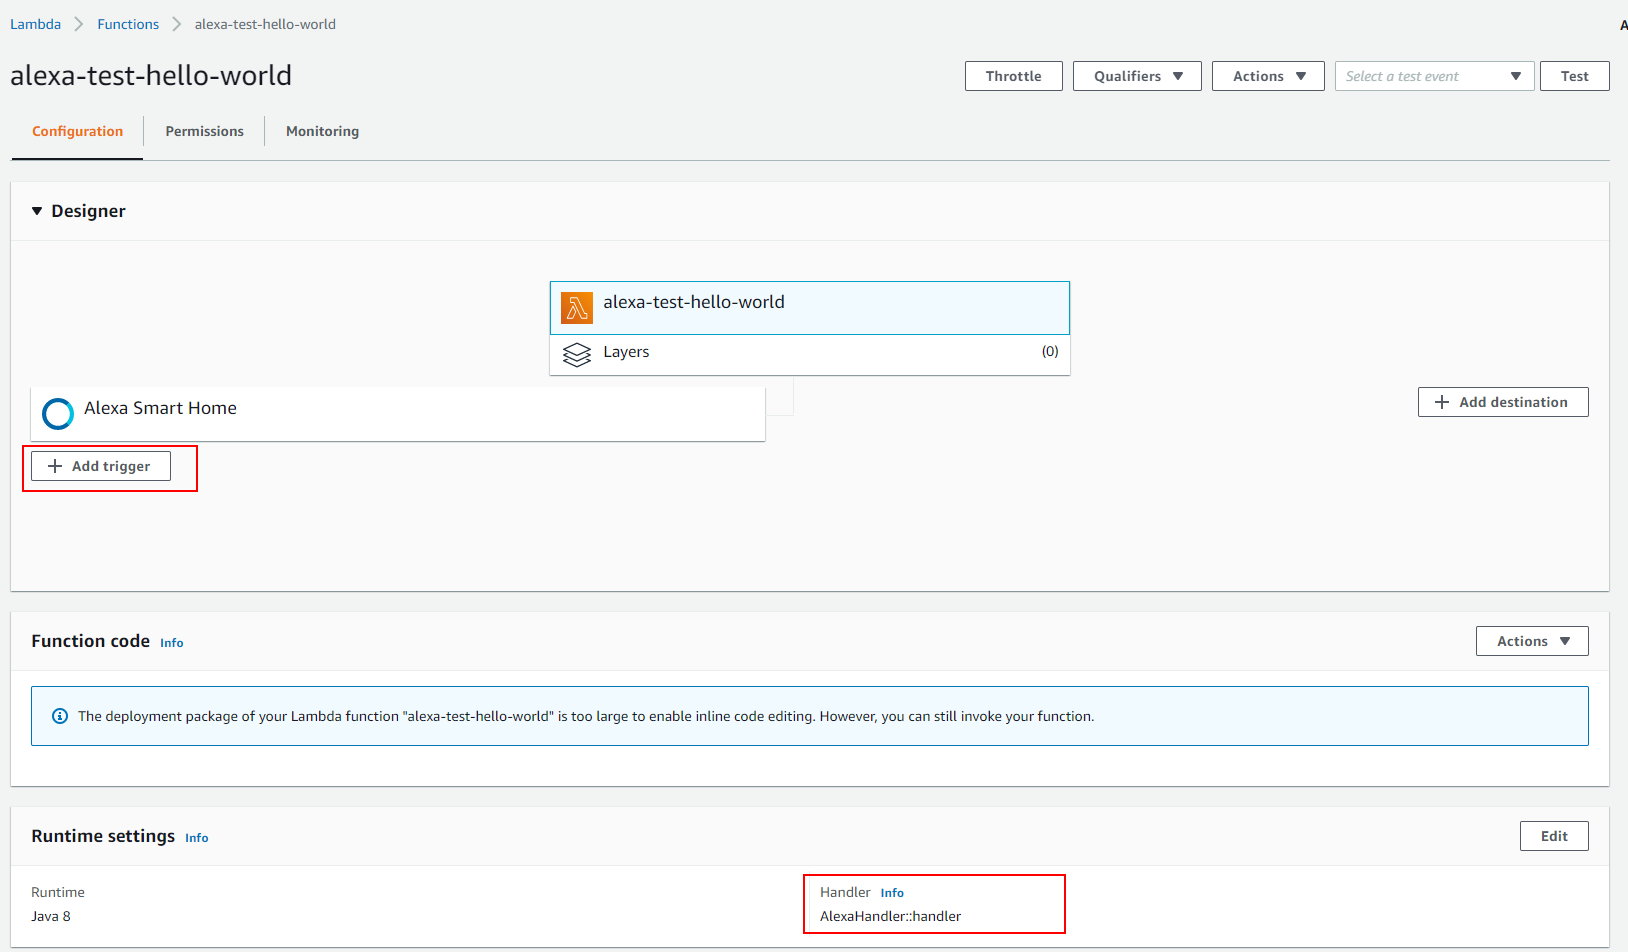 Lambda Functions alexa-test-hello-world
A
alexa-test-hello-world
Throttle Qualifiers Actions Select a test event Test
Configuration Permissions Monitoring
Designer
alexa-test-hello-world
Layers (0)
Alexa Smart Home
Add destination
Add trigger
Function code Info
Actions
The deployment package of your Lambda function "alexa-test-hello-world" is too large to enable inline code editing. However, you can still invoke your function.
Runtime settings Info
Edit
Runtime
Java 8
Handler Info
AlexaHandler::handler